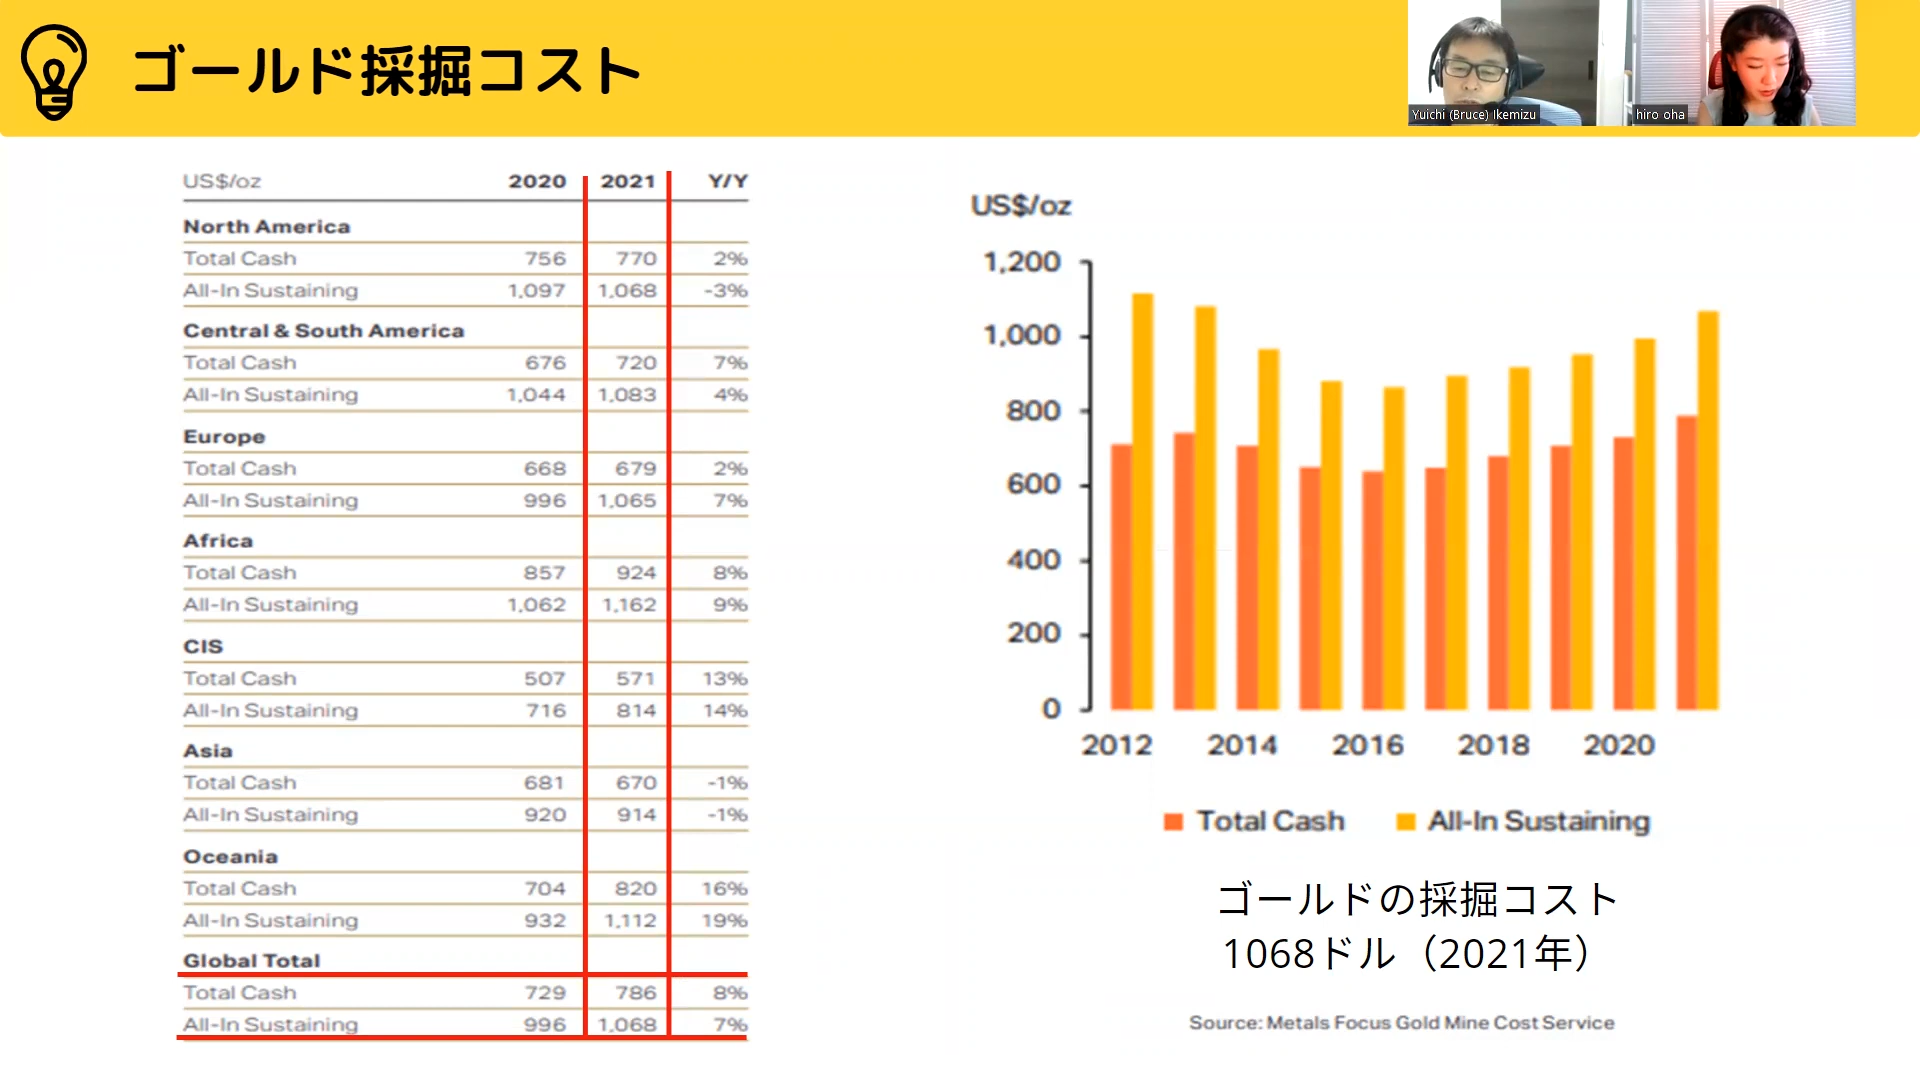 ゴールド採掘コスト
Yuichi (Bruce) Ikemizu
hiro oha
US$/oz 2020 2021 Y/Y
North America
Total Cash 756 770 2%
All-In Sustaining 1,097 1,068 -3%
Central & South America
Total Cash 676 720 7%
All-In Sustaining 1,044 1,083 4%
Europe
Total Cash 668 679 2%
All-In Sustaining 996 1,065 7%
Africa
Total Cash 857 924 8%
All-In Sustaining 1,062 1,162 9%
CIS
Total Cash 507 571 13%
All-In Sustaining 716 814 14%
Asia
Total Cash 681 670 -1%
All-In Sustaining 920 914 -1%
Oceania
Total Cash 704 820 16%
All-In Sustaining 932 1,112 19%
Global Total
Total Cash 729 786 8%
All-In Sustaining 996 1,068 7%
US$/oz
1,200
1,000
800
600
400
200
0
2012 2014 2016 2018 2020
Total Cash All-In Sustaining
ゴールドの採掘コスト
1068ドル（2021年）
Source: Metals Focus Gold Mine Cost Service